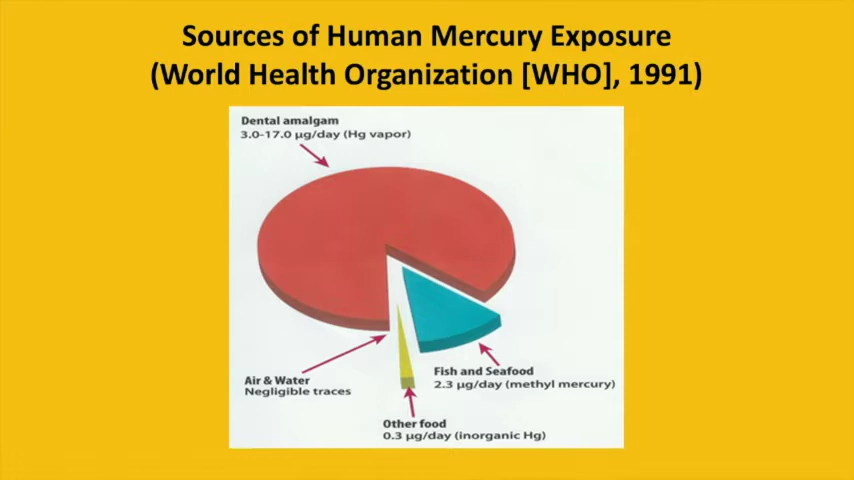 Sources of Human Mercury Exposure
(World Health Organization [WHO], 1991)
Dental amalgam
3.0-17.0 µg/day (Hg vapor)
Air & Water
Negligible traces
Fish and Seafood
2.3 µg/day (methyl mercury)
Other food
0.3 µg/day (inorganic Hg)